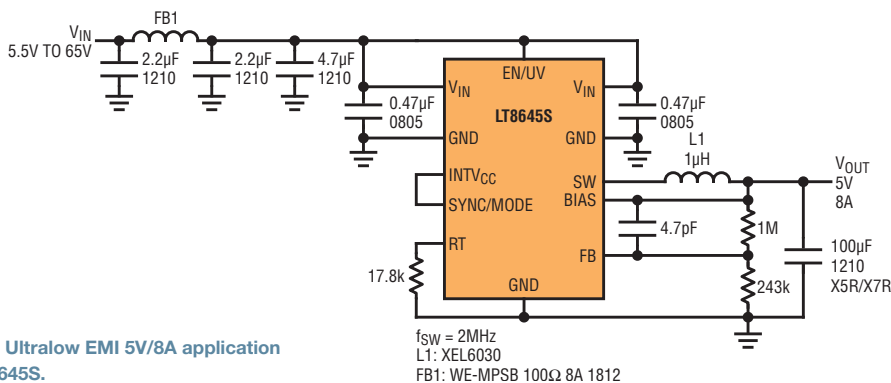 FB1
VIN
5.5V TO 65V
2.2µF
1210
2.2µF
1210
4.7µF
1210
EN/UV
VIN
VIN
LT8645S
0.47µF
0805
0.47µF
0805
GND
GND
L1
1µH
INTVCC
SW
VOUT
5V
8A
SYNC/MODE
BIAS
4.7pF
1M
RT
FB
100µF
1210
X5R/X7R
17.8k
243k
GND
fSW = 2MHz
L1: XEL6030
FB1: WE-MPSB 100Ω 8A 1812
Ultralow EMI 5V/8A application
645S.